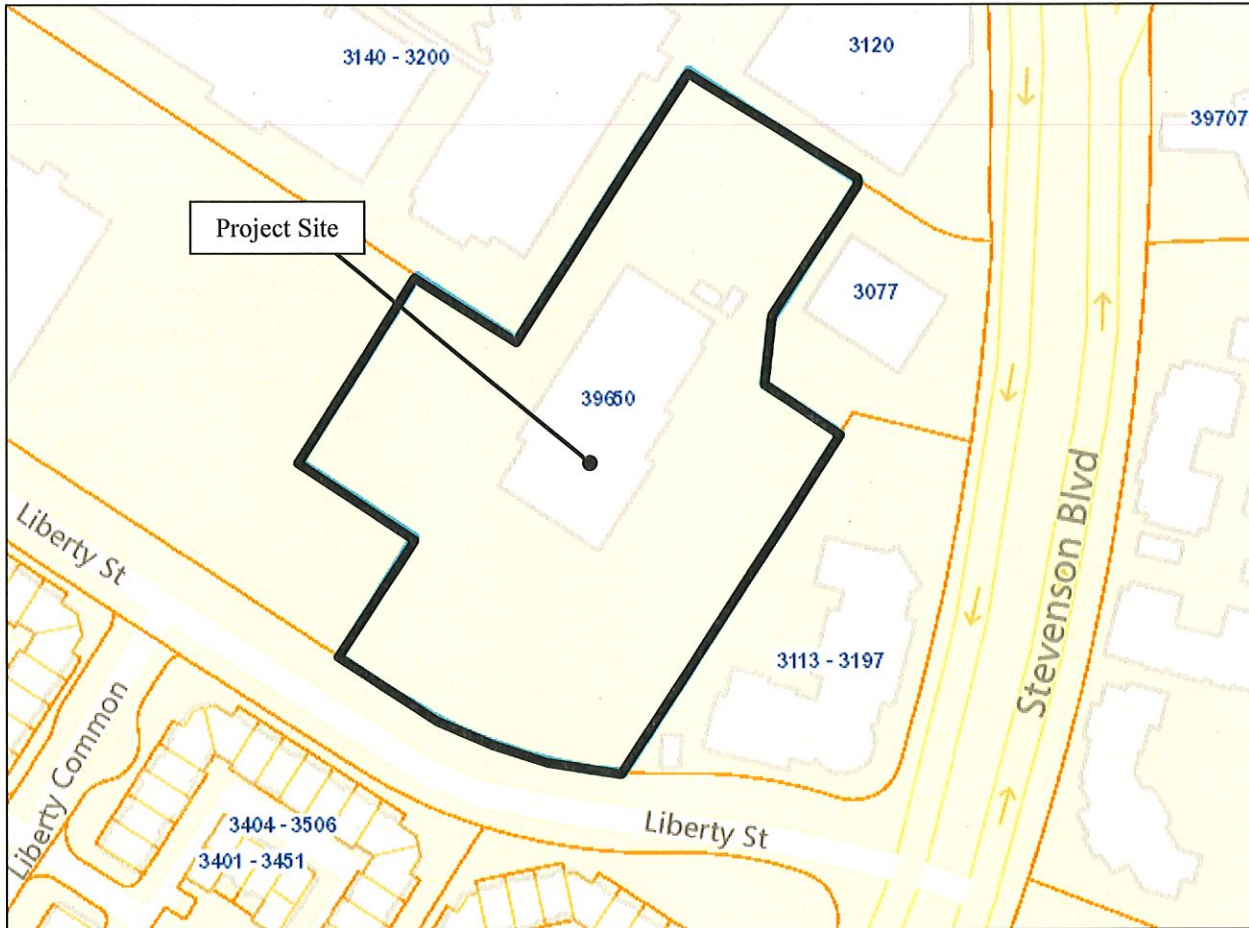 3140 - 3200
3120
39707
Project Site
3077
39650
Liberty St
Stevenson Blvd
3113 - 3197
Liberty Common
3404 - 3506
3401 - 3451
Liberty St